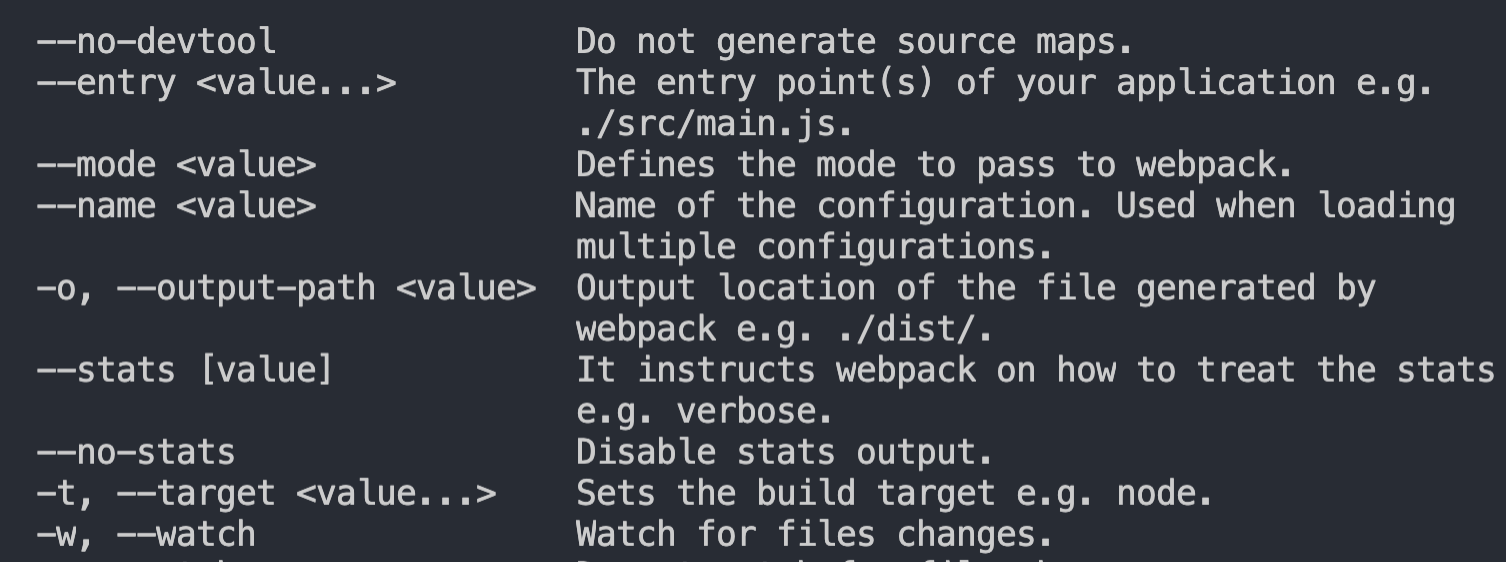 --no-devtool Do not generate source maps.
--entry <value...> The entry point(s) of your application e.g.
./src/main.js.
--mode <value> Defines the mode to pass to webpack.
--name <value> Name of the configuration. Used when loading
multiple configurations.
-o, --output-path <value> Output location of the file generated by
webpack e.g. ./dist/.
--stats [value] It instructs webpack on how to treat the stats
e.g. verbose.
--no-stats Disable stats output.
-t, --target <value...> Sets the build target e.g. node.
-w, --watch Watch for files changes.